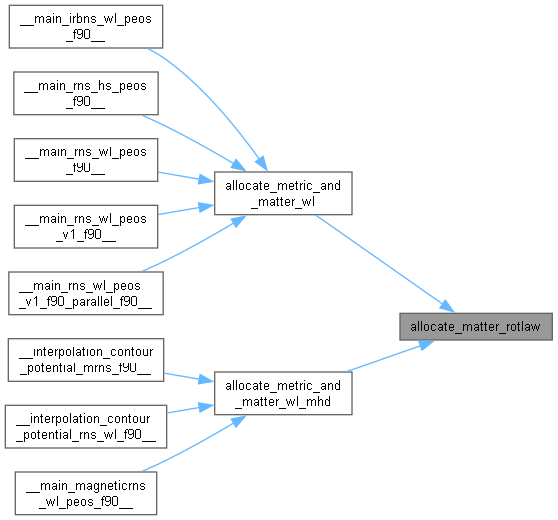 __main_irbns_wl_peos
_f90__
__main_rns_hs_peos
_f90__
__main_rns_wl_peos
_f90__
__main_rns_wl_peos
_v1_f90__
__main_rns_wl_peos
_v1_f90_parallel_f90__
allocate_metric_and
_matter_wl
allocate_matter_rotlaw
__interpolation_contour
_potential_mrns_f90__
__interpolation_contour
_potential_rns_wl_f90__
allocate_metric_and
_matter_wl_mhd
__main_magneticrns
_wl_peos_f90__